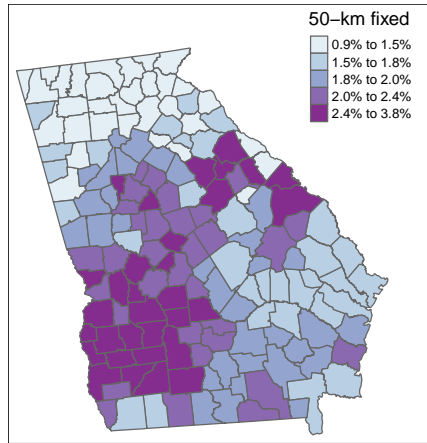 50−km fixed
0.9% to 1.5%
1.5% to 1.8%
1.8% to 2.0%
2.0% to 2.4%
2.4% to 3.8%